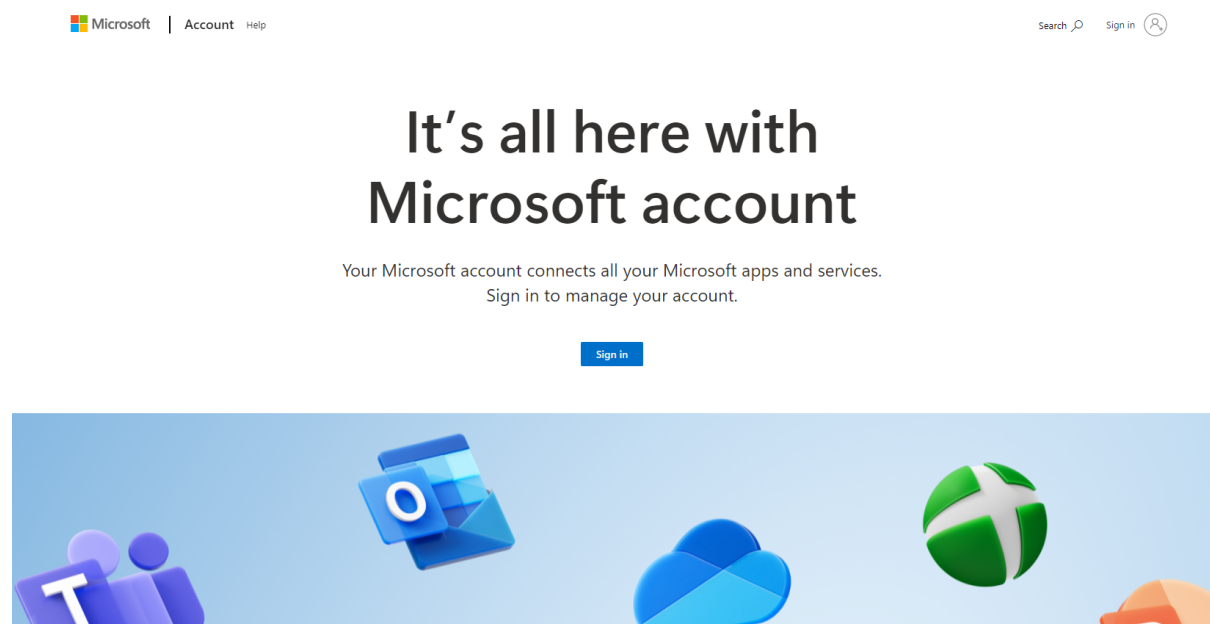 Microsoft | Account Help Search Sign in
It's all here with
Microsoft account
Your Microsoft account connects all your Microsoft apps and services.
Sign in to manage your account.
Sign in
O
T